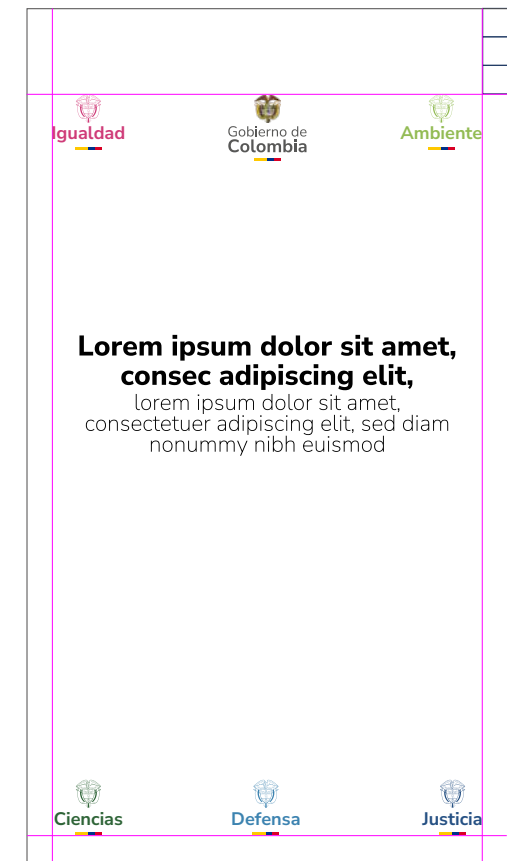 Igualdad
Gobierno de
Colombia
Ambiente
Lorem ipsum dolor sit amet,
consec adipiscing elit,
lorem ipsum dolor sit amet,
consectetuer adipiscing elit, sed diam
nonummy nibh euismod
Ciencias
Defensa
Justicia